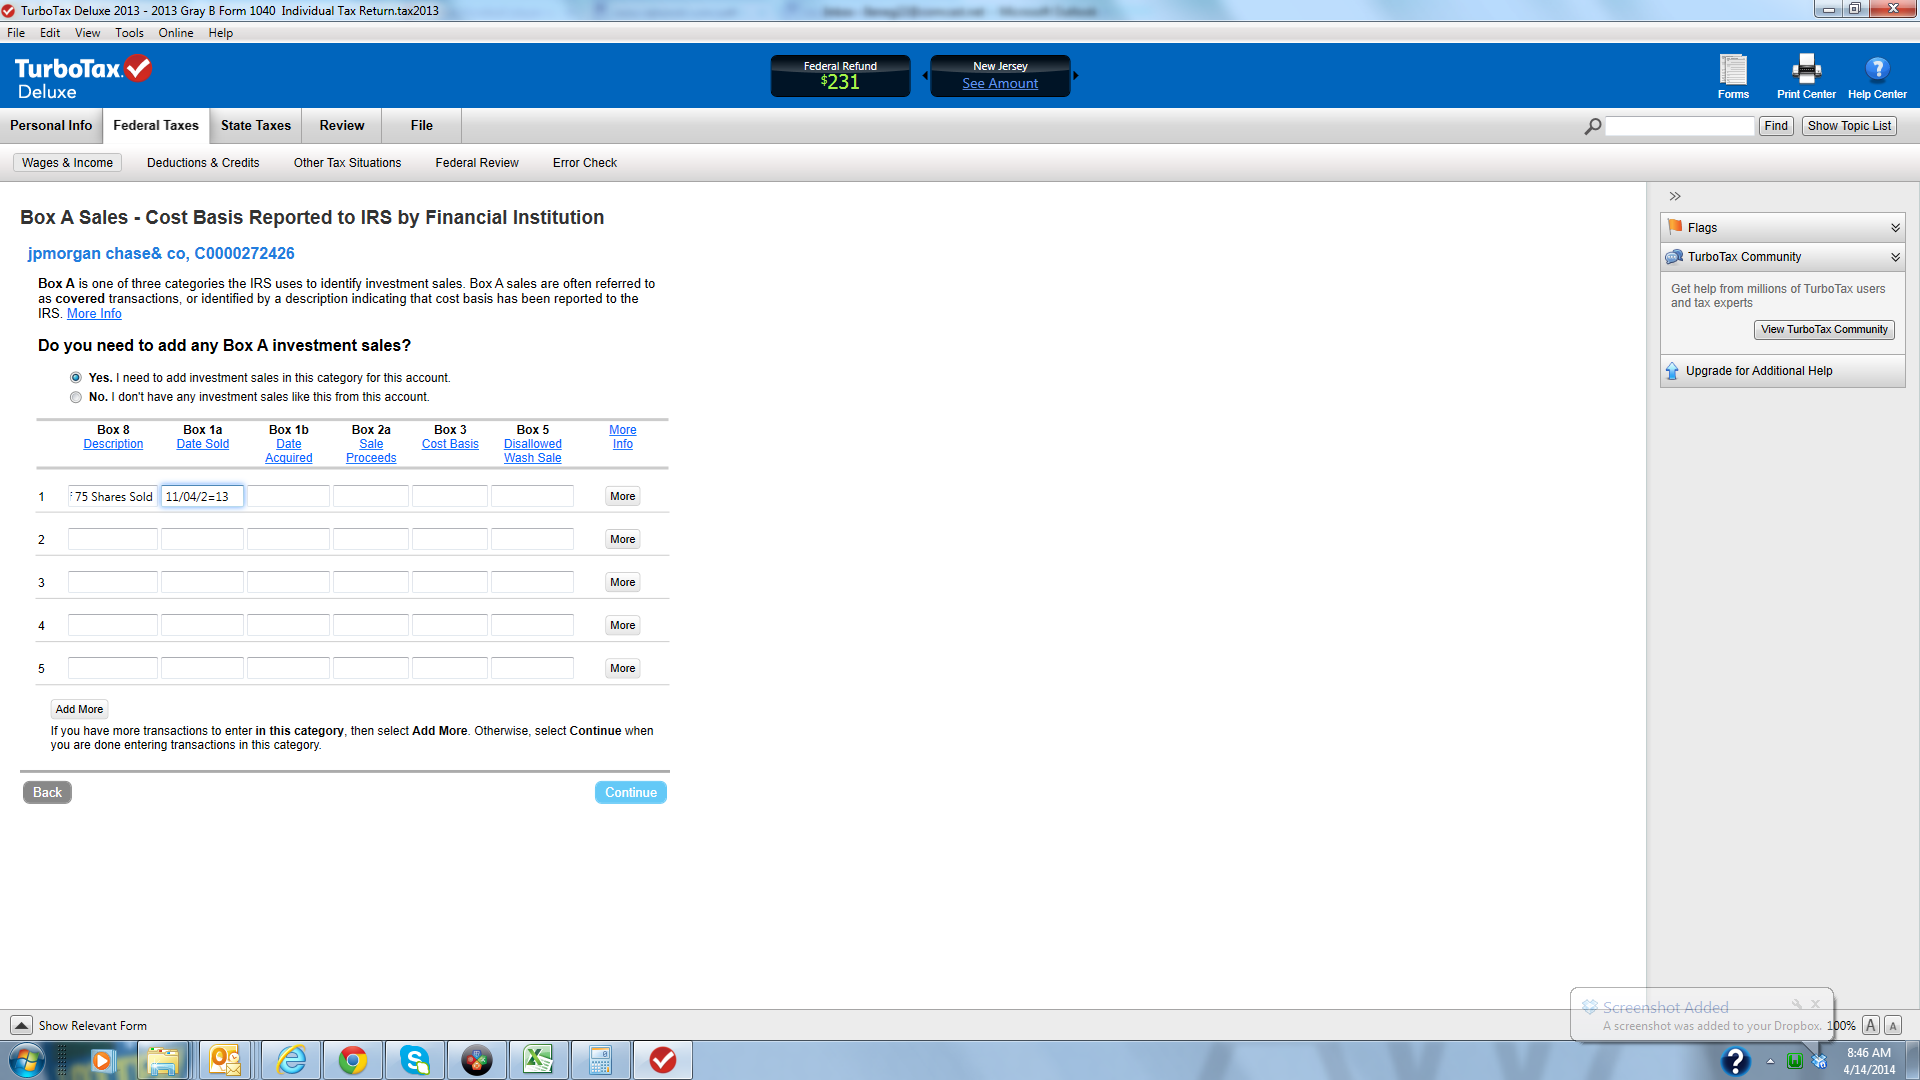 TurboTax Deluxe 2013 - 2013 Gray B Form 1040 Individual Tax Return.tax2013
File Edit View Tools Online Help
TurboTax
Deluxe
Federal Refund
$231
New Jersey
See Amount
Forms
Print Center
Help Center
Personal Info Federal Taxes State Taxes Review File
Find
Show Topic List
Wages & Income Deductions & Credits Other Tax Situations Federal Review Error Check
Box A Sales - Cost Basis Reported to IRS by Financial Institution
jpmorgan chase& co, C0000272426
Box A is one of three categories the IRS uses to identify investment sales. Box A sales are often referred to
as covered transactions, or identified by a description indicating that cost basis has been reported to the
IRS. More Info
Do you need to add any Box A investment sales?
Yes. I need to add investment sales in this category for this account.
No. I don't have any investment sales like this from this account.
Box 8 Box 1a Box 1b Box 2a Box 3 Box 5 More
Description Date Sold Date Sale Cost Basis Disallowed Info
Acquired Proceeds Wash Sale
1 75 Shares Sold 11/04/2=13 More
2 More
3 More
4 More
5 More
Add More
If you have more transactions to enter in this category, then select Add More. Otherwise, select Continue when
you are done entering transactions in this category.
Back
Continue
Flags
TurboTax Community
Get help from millions of TurboTax users
and tax experts
View TurboTax Community
Upgrade for Additional Help
Screenshot Added
A screenshot was added to your Dropbox.
100% A A
Show Relevant Form
8:46 AM
4/14/2014